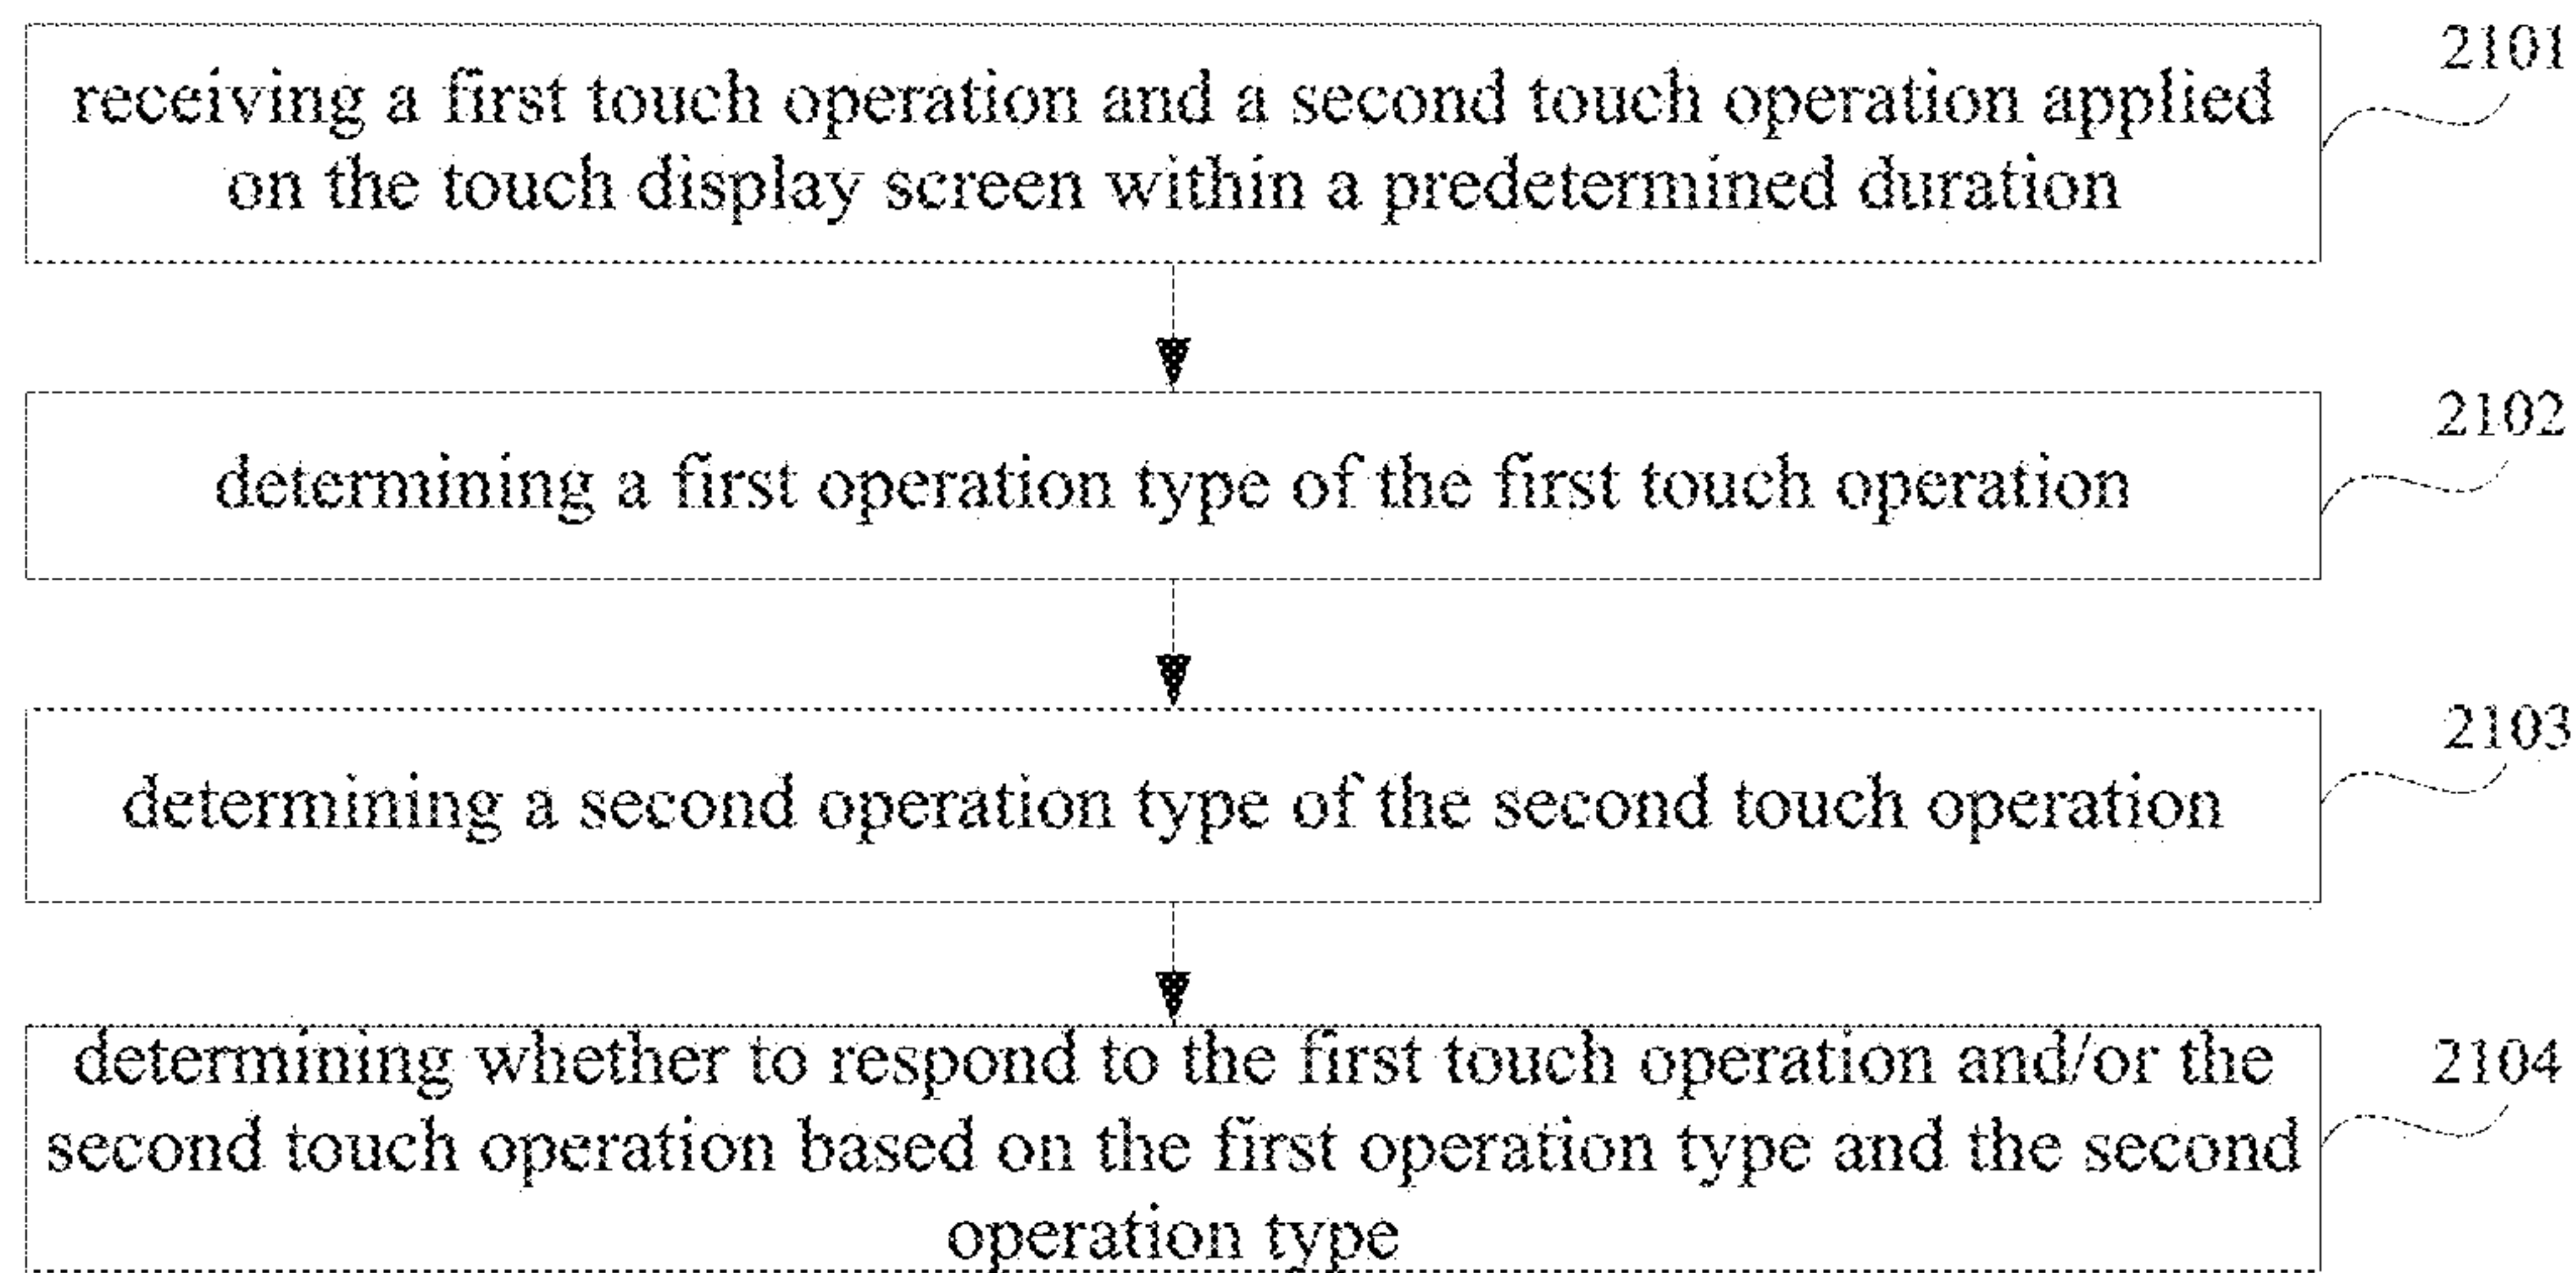 receiving a first touch operation and a second touch operation applied
on the touch display screen within a predetermined duration
2101
determining a first operation type of the first touch operation
2102
determining a second operation type of the second touch operation
2103
determining whether to respond to the first touch operation and/or the
second touch operation based on the first operation type and the second
operation type
2104